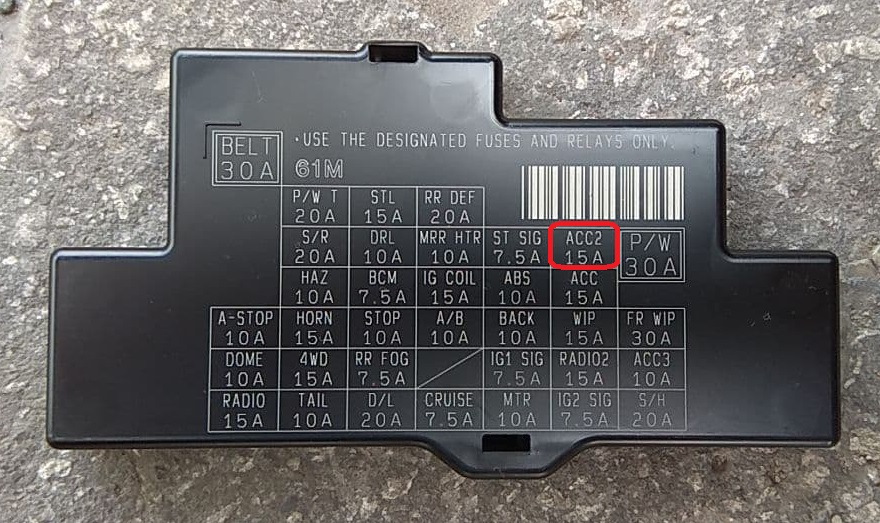 BELT
30A
·USE THE DESIGNATED FUSES AND RELAYS ONLY.
61M
P/W T STL RR DEF
20A 15A 20A
S/R DRL MRR HTR ST SIG ACC2 P/W
20A 10A 10A 7.5A 15A 30A
HAZ BCM IG COIL ABS ACC
10A 7.5A 15A 10A 15A
A-STOP HORN STOP A/B BACK WIP FR WIP
10A 15A 10A 10A 10A 10A 30A
DOME 4WD RR FOG IG1 SIG RADIO2 ACC3
10A 15A 7.5A 7.5A 15A 10A
RADIO TAIL D/L CRUISE MTR IG2 SIG S/H
15A 10A 20A 7.5A 10A 7.5A 20A